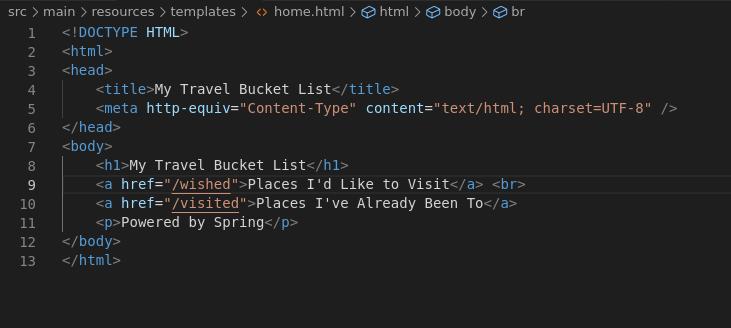 src > main > resources > templates > <> home.html > html > body > br
1 <!DOCTYPE HTML>
2 <html>
3 <head>
4     <title>My Travel Bucket List</title>
5     <meta http-equiv="Content-Type" content="text/html; charset=UTF-8" />
6 </head>
7 <body>
8     <h1>My Travel Bucket List</h1>
9     <a href="/wished">Places I'd Like to Visit</a> <br>
10     <a href="/visited">Places I've Already Been To</a>
11     <p>Powered by Spring</p>
12 </body>
13 </html>